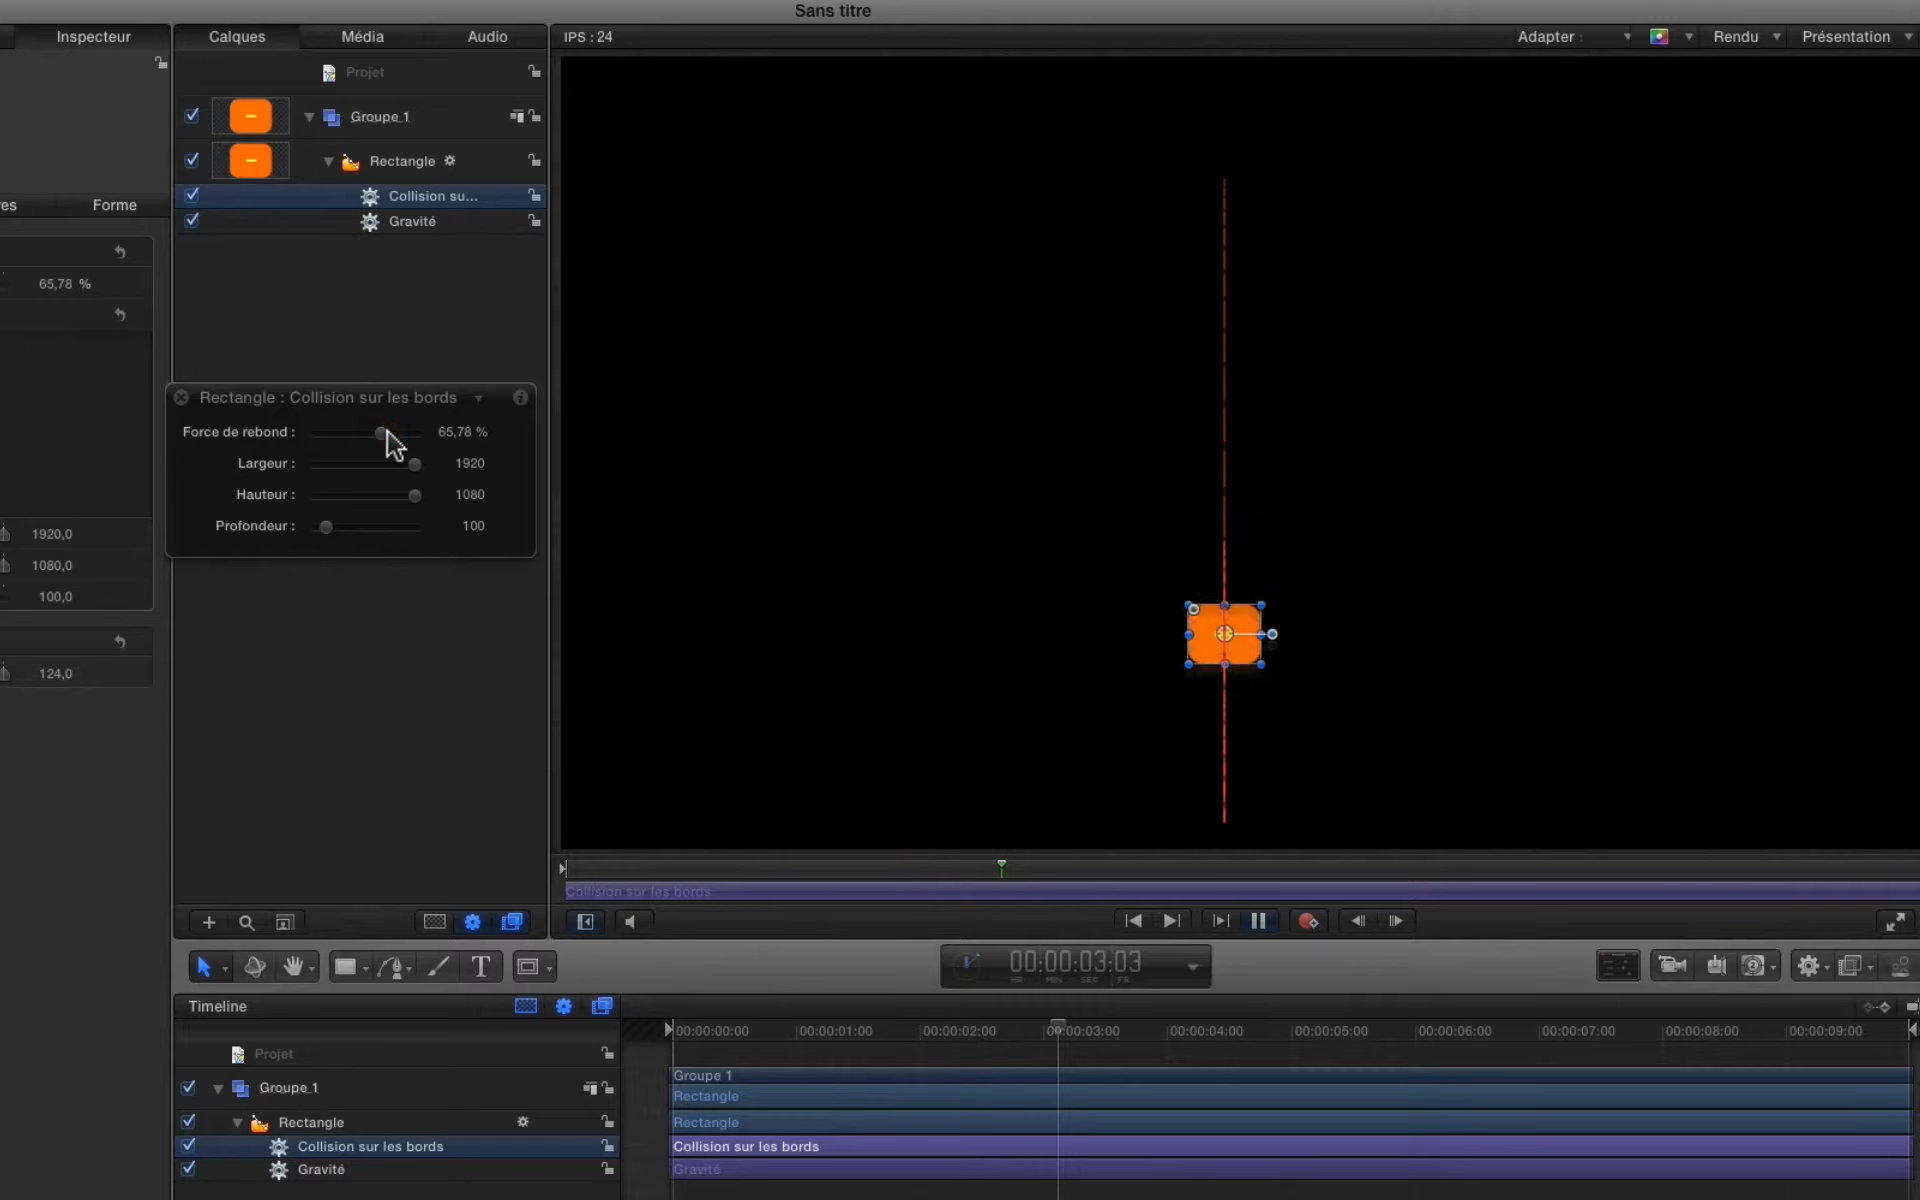 Sans titre
Inspecteur
Calques
Média
Audio
IPS : 24
Adapter :
Rendu
Présentation
Projet
Groupe 1
Rectangle
Collision su...
Gravité
res
Forme
65,78 %
Rectangle : Collision sur les bords
Force de rebond : 65,78 %
Largeur : 1920
Hauteur : 1080
Profondeur : 100
1920,0
1080,0
100,0
124,0
Collision sur les bords
T
00:00:03:03
HR MIN SEC FR
Timeline
00:00:00:00 00:00:01:00 00:00:02:00 00:00:03:00 00:00:04:00 00:00:05:00 00:00:06:00 00:00:07:00 00:00:08:00 00:00:09:00
Projet
Groupe 1
Groupe 1
Rectangle
Rectangle
Rectangle
Collision sur les bords
Collision sur les bords
Gravité
Gravité